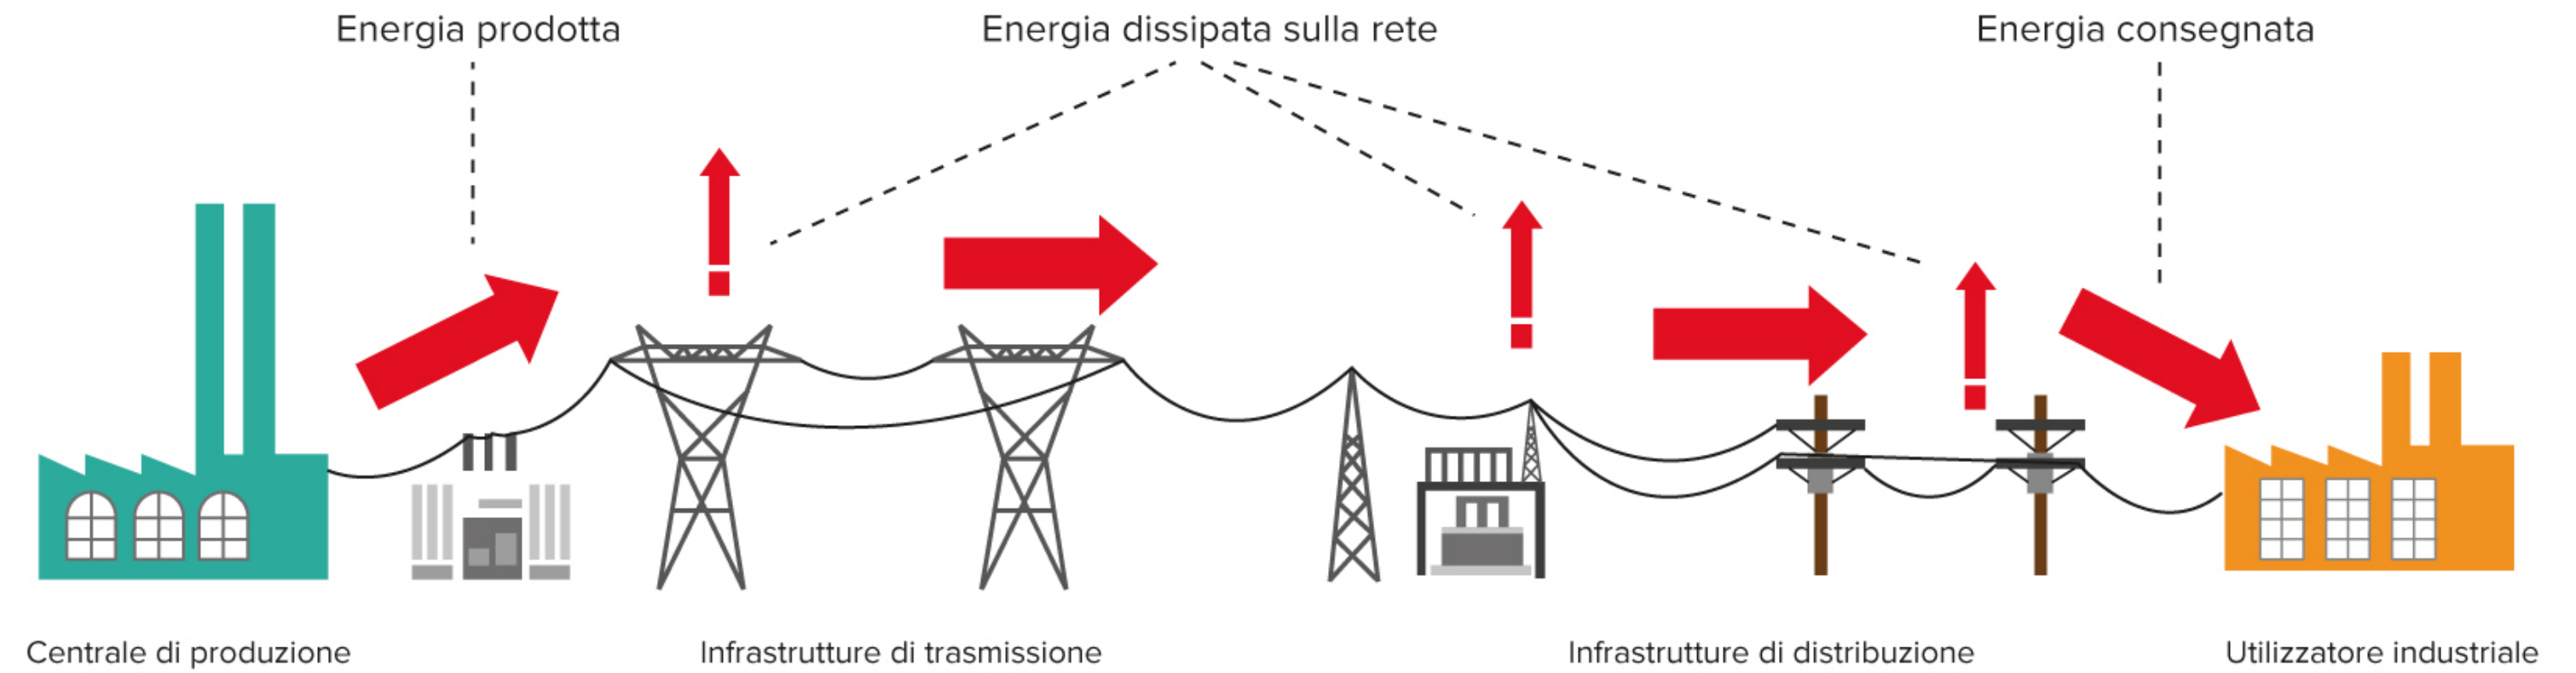 Energia prodotta
Energia dissipata sulla rete
Energia consegnata
Centrale di produzione
Infrastrutture di trasmissione
Infrastrutture di distribuzione
Utilizzatore industriale